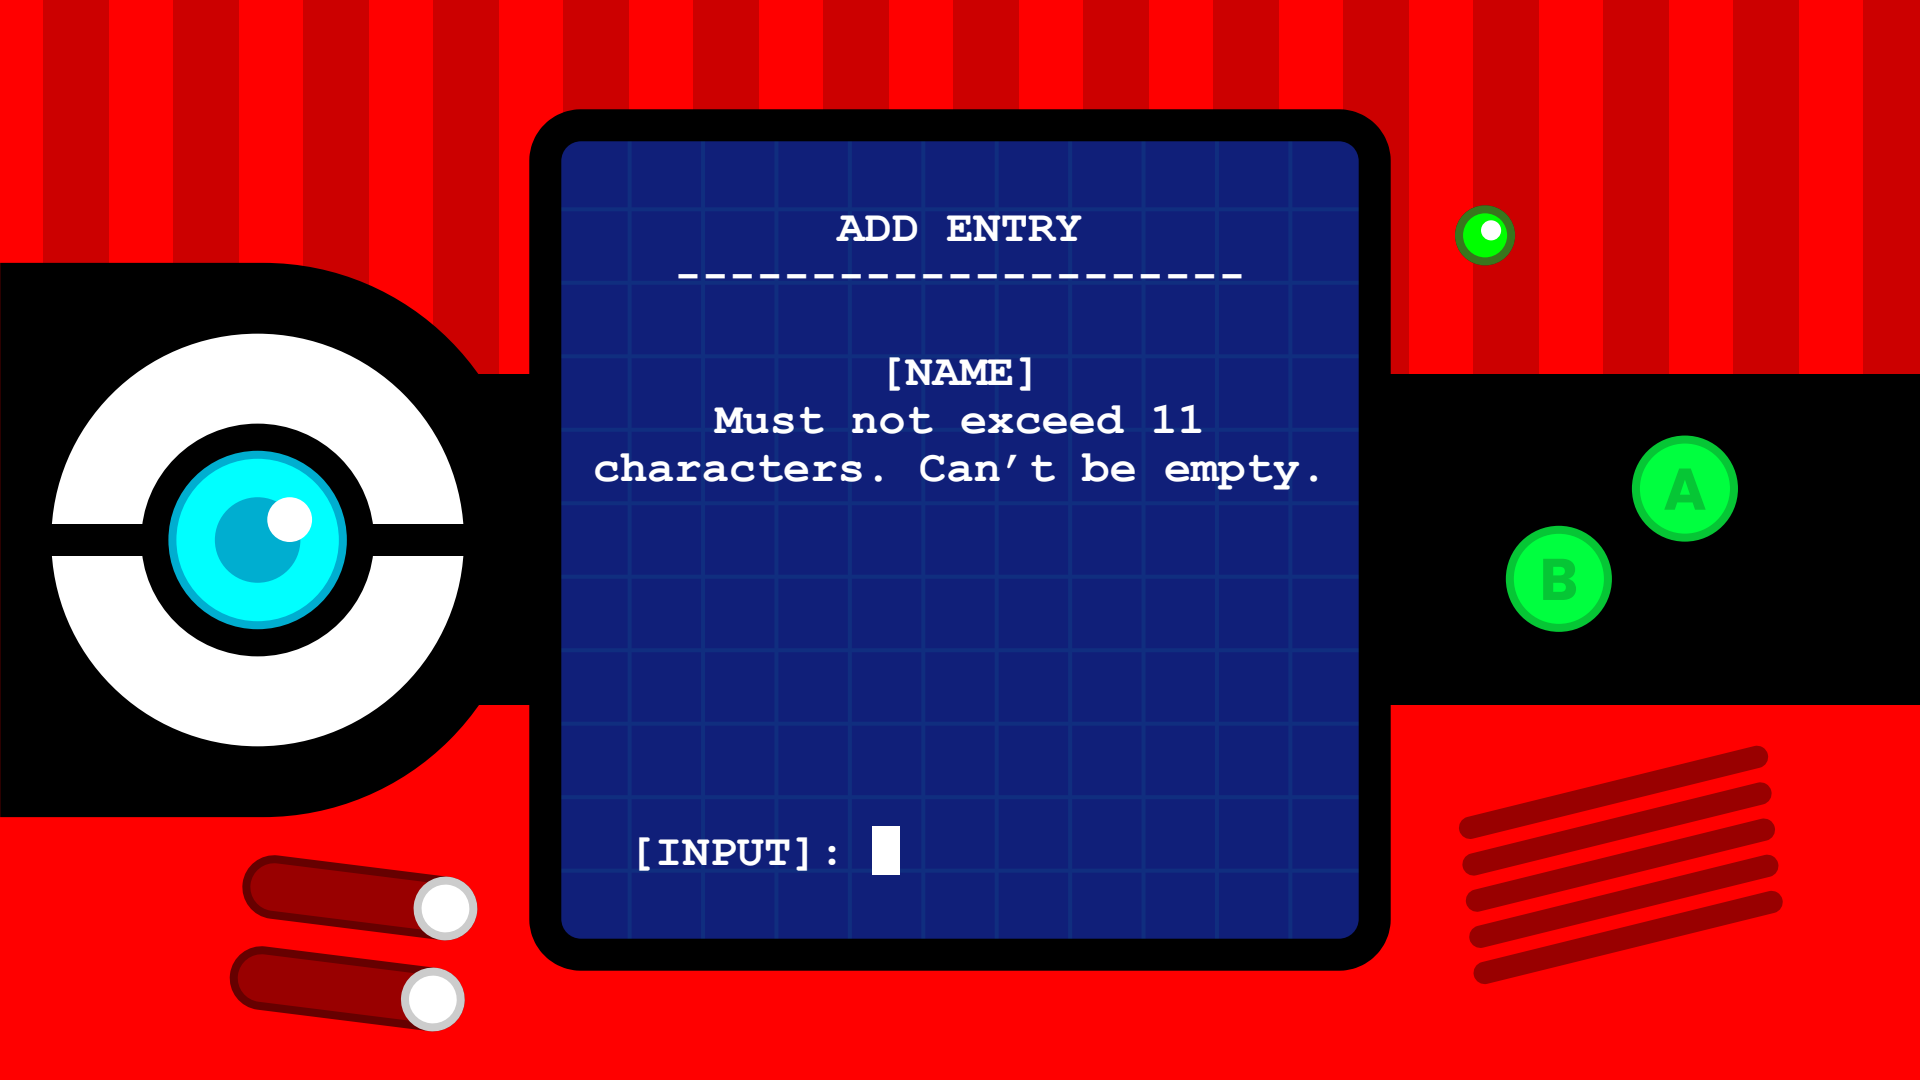 ADD ENTRY
---------------------
[NAME]
Must not exceed 11
characters. Can't be empty.
A
B
[INPUT]: